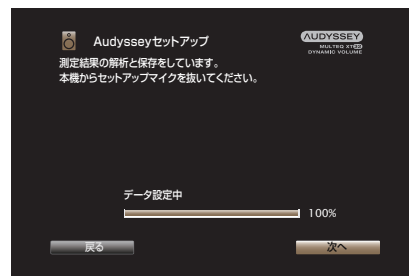 Audysseyセットアップ
AUDYSSEY
MULTEQ XT32
DYNAMIC VOLUME
測定結果の解析と保存をしています。
本機からセットアップマイクを抜いてください。
データ設定中
100%
戻る
次へ